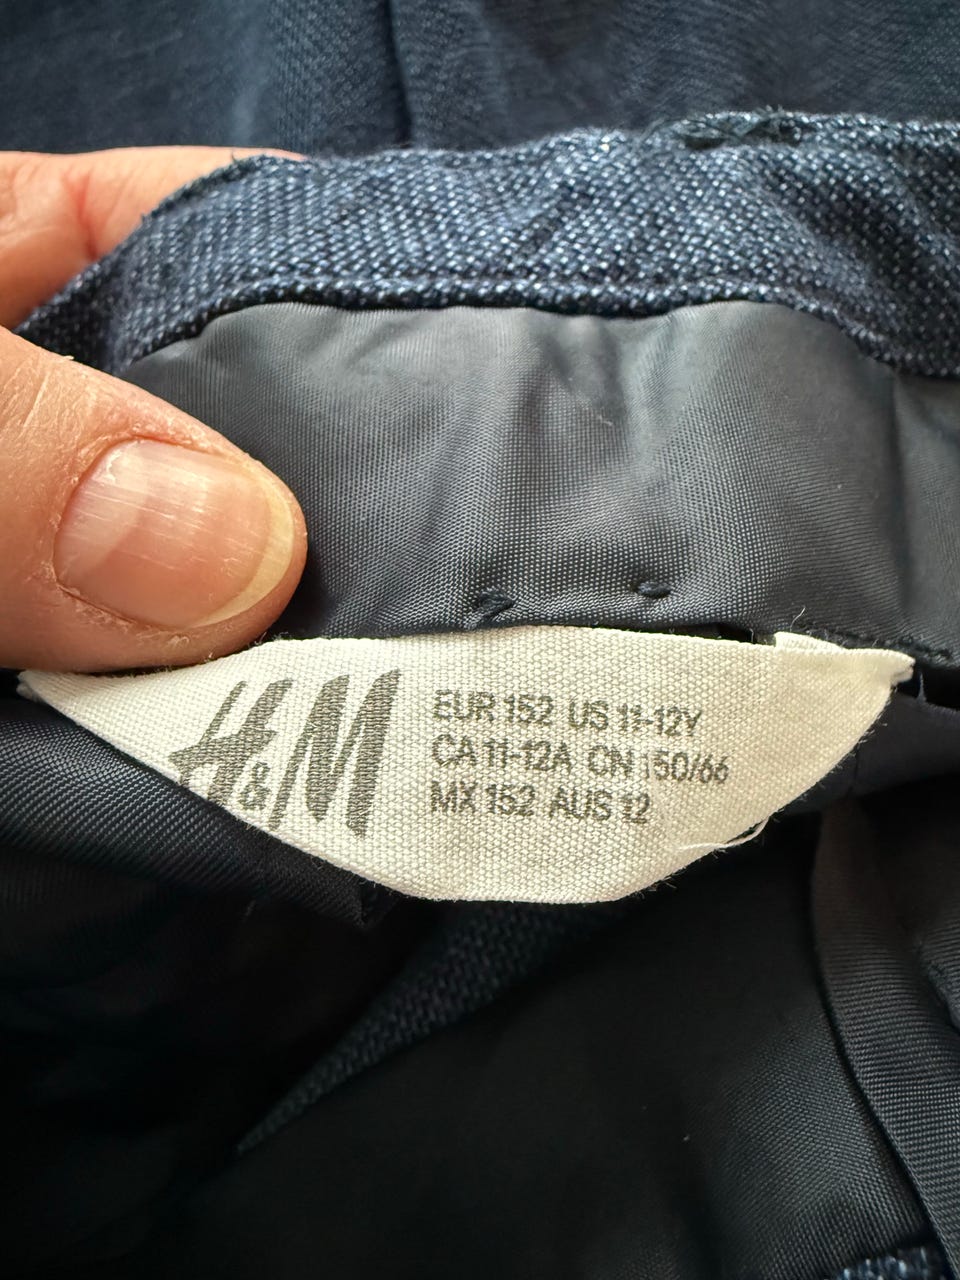 H&M
EUR 152 US 11-12Y
CA 11-12A CN 150/66
MX 152 AUS 12